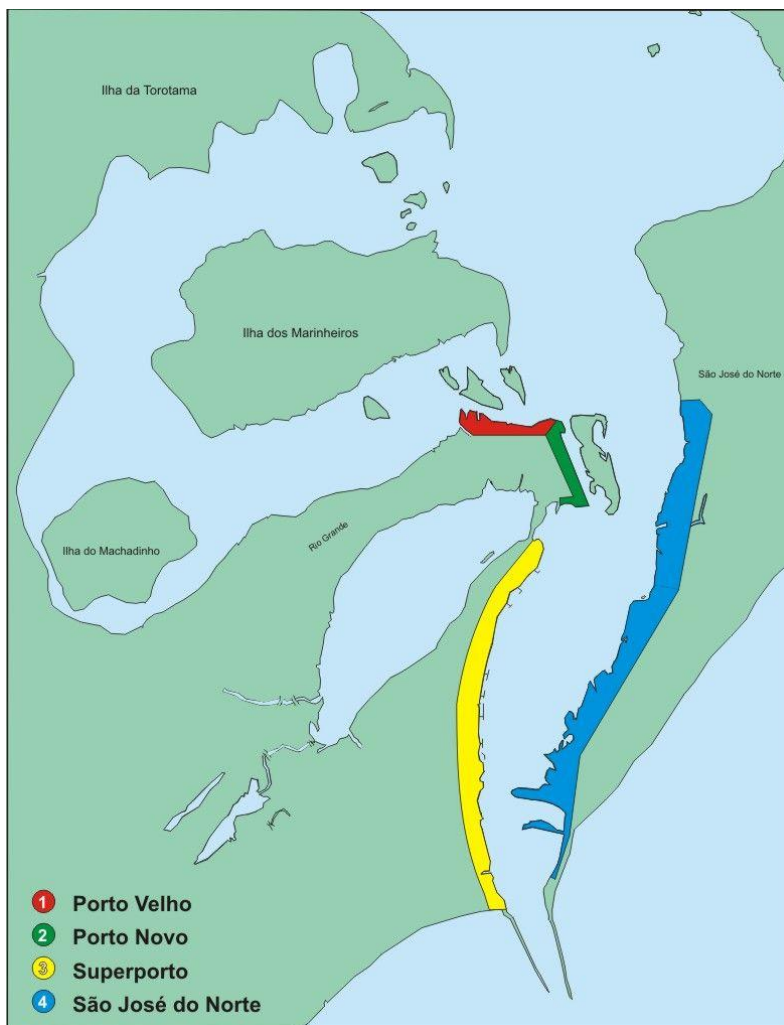 Ilha da Torotama
Ilha dos Marinheiros
São José do Norte
Rio Grande
Ilha do Machadinho
1 Porto Velho
2 Porto Novo
3 Superporto
4 São José do Norte